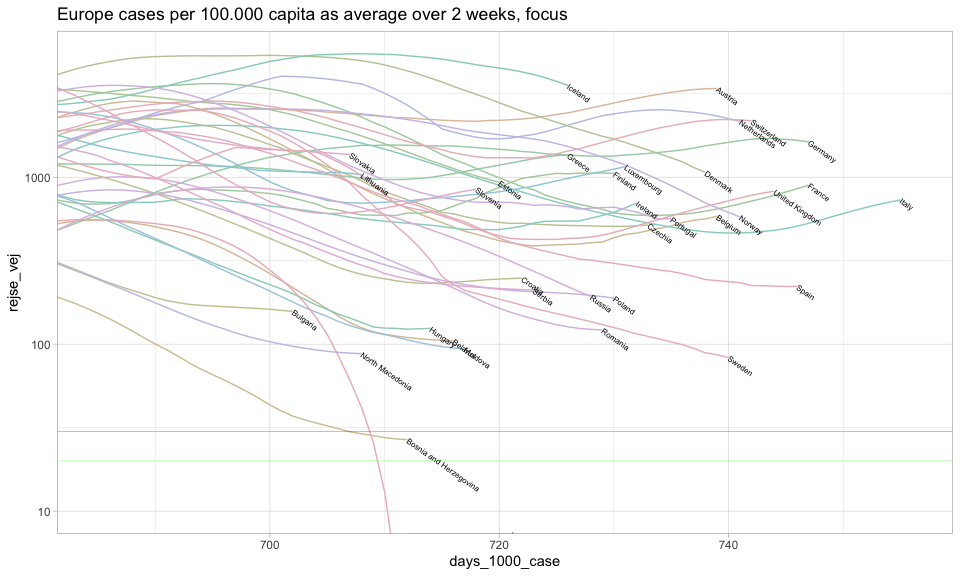 Europe cases per 100.000 capita as average over 2 weeks, focus
rejse_vej
1000
100
10
Iceland
Austria
Switzerland
Netherlands
Germany
Slovakia
Greece
Lithuania
Finland
Luxembourg
Denmark
Estonia
Slovenia
France
United Kingdom
Italy
Ireland
Portugal
Belgium
Norway
Czechia
Croatia
Serbia
Russia
Poland
Spain
Bulgaria
Hungary
Moldova
Romania
North Macedonia
Sweden
Bosnia and Herzegovina
700
720
740
days_1000_case